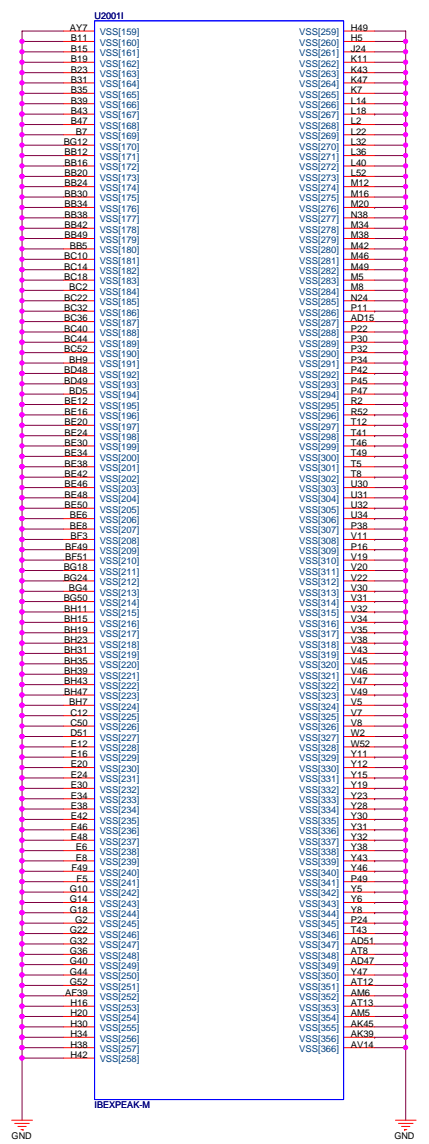 U2001I
AY7 VSS[159] VSS[259] H49
B11 VSS[160] VSS[260] H5
B15 VSS[161] VSS[261] J24
B19 VSS[162] VSS[262] K11
B23 VSS[163] VSS[263] K43
B31 VSS[164] VSS[264] K47
B35 VSS[165] VSS[265] K7
B39 VSS[166] VSS[266] L14
B43 VSS[167] VSS[267] L18
B47 VSS[168] VSS[268] L2
B7 VSS[169] VSS[269] L22
BG12 VSS[170] VSS[270] L32
BB12 VSS[171] VSS[271] L36
BB16 VSS[172] VSS[272] L40
BB20 VSS[173] VSS[273] L52
BB24 VSS[174] VSS[274] M12
BB30 VSS[175] VSS[275] M16
BB34 VSS[176] VSS[276] M20
BB38 VSS[177] VSS[277] N38
BB42 VSS[178] VSS[278] M34
BB49 VSS[179] VSS[279] M38
BB5 VSS[180] VSS[280] M42
BC10 VSS[181] VSS[281] M46
BC14 VSS[182] VSS[282] M49
BC18 VSS[183] VSS[283] M5
BC2 VSS[184] VSS[284] M8
BC22 VSS[185] VSS[285] N24
BC32 VSS[186] VSS[286] P11
BC36 VSS[187] VSS[287] AD15
BC40 VSS[188] VSS[288] P22
BC44 VSS[189] VSS[289] P30
BC52 VSS[190] VSS[290] P32
BH9 VSS[191] VSS[291] P34
BD48 VSS[192] VSS[292] P42
BD49 VSS[193] VSS[293] P45
BD5 VSS[194] VSS[294] P47
BE12 VSS[195] VSS[295] R2
BE16 VSS[196] VSS[296] R52
BE20 VSS[197] VSS[297] T12
BE24 VSS[198] VSS[298] T41
BE30 VSS[199] VSS[299] T46
BE34 VSS[200] VSS[300] T49
BE38 VSS[201] VSS[301] T5
BE42 VSS[202] VSS[302] T8
BE46 VSS[203] VSS[303] U30
BE48 VSS[204] VSS[304] U31
BE50 VSS[205] VSS[305] U32
BE6 VSS[206] VSS[306] U34
BE8 VSS[207] VSS[307] P38
BF3 VSS[208] VSS[308] V11
BF49 VSS[209] VSS[309] P16
BF51 VSS[210] VSS[310] V19
BG18 VSS[211] VSS[311] V20
BG24 VSS[212] VSS[312] V22
BG4 VSS[213] VSS[313] V30
BG50 VSS[214] VSS[314] V31
BH11 VSS[215] VSS[315] V32
BH15 VSS[216] VSS[316] V34
BH19 VSS[217] VSS[317] V35
BH23 VSS[218] VSS[318] V38
BH31 VSS[219] VSS[319] V43
BH35 VSS[220] VSS[320] V45
BH39 VSS[221] VSS[321] V46
BH43 VSS[222] VSS[322] V47
BH47 VSS[223] VSS[323] V49
BH7 VSS[224] VSS[324] V5
C12 VSS[225] VSS[325] V7
C50 VSS[226] VSS[326] V8
D51 VSS[227] VSS[327] W2
E12 VSS[228] VSS[328] W52
E16 VSS[229] VSS[329] Y11
E20 VSS[230] VSS[330] Y12
E24 VSS[231] VSS[331] Y15
E30 VSS[232] VSS[332] Y19
E34 VSS[233] VSS[333] Y23
E38 VSS[234] VSS[334] Y28
E42 VSS[235] VSS[335] Y30
E46 VSS[236] VSS[336] Y31
E48 VSS[237] VSS[337] Y32
E6 VSS[238] VSS[338] Y38
E8 VSS[239] VSS[339] Y43
F49 VSS[240] VSS[340] Y46
F5 VSS[241] VSS[341] P49
G10 VSS[242] VSS[342] Y5
G14 VSS[243] VSS[343] Y6
G18 VSS[244] VSS[344] Y8
G2 VSS[245] VSS[345] P24
G22 VSS[246] VSS[346] T43
G32 VSS[247] VSS[347] AD51
G36 VSS[248] VSS[348] AT8
G40 VSS[249] VSS[349] AD47
G44 VSS[250] VSS[350] Y47
G52 VSS[251] VSS[351] AT12
AF39 VSS[252] VSS[352] AM6
H16 VSS[253] VSS[353] AT13
H20 VSS[254] VSS[354] AM5
H30 VSS[255] VSS[355] AK45
H34 VSS[256] VSS[356] AK39
H38 VSS[257] VSS[366] AV14
H42 VSS[258]
IBEXPEAK-M
GND GND